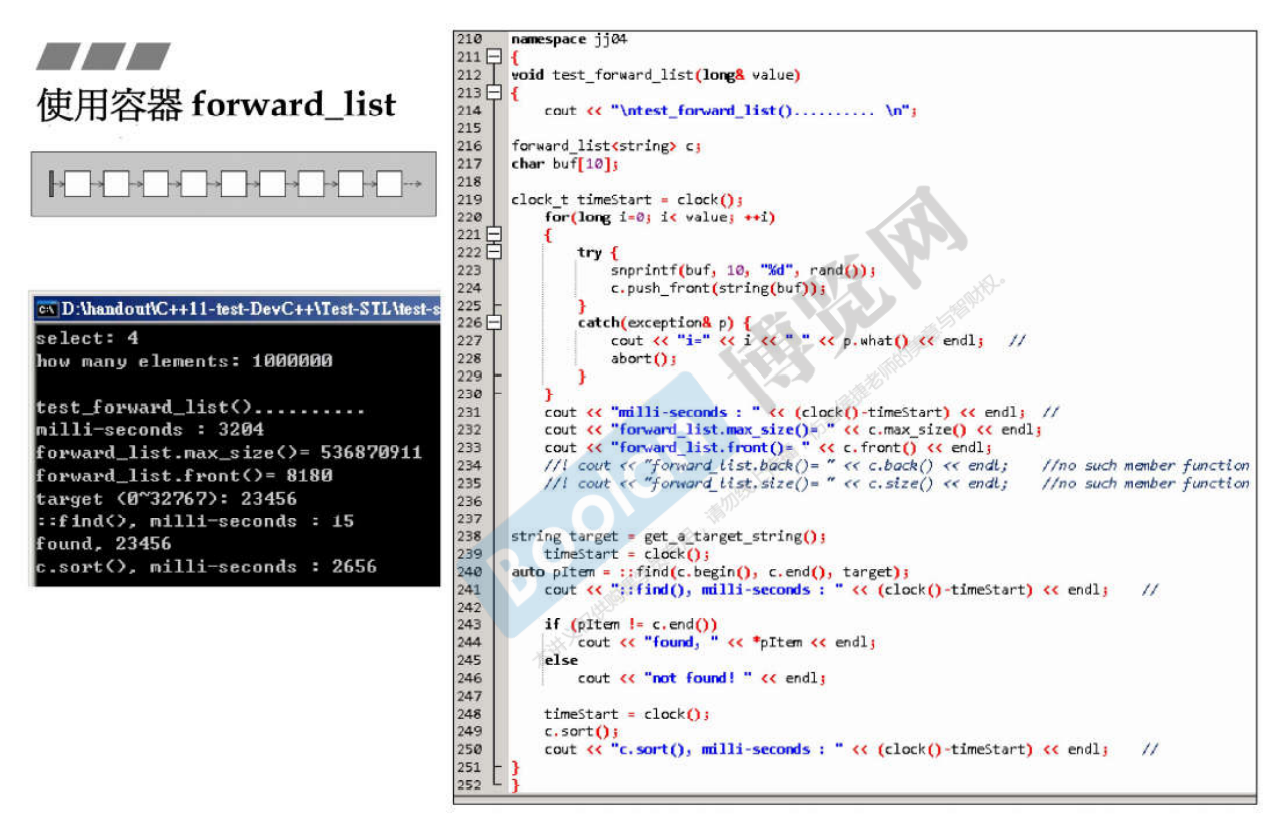 使用容器 forward_list
D:\handout\C++11-test-DevC++\Test-STL\test-s
select: 4
how many elements: 1000000
test_forward_list()..........
milli-seconds : 3204
forward_list.max_size()= 536870911
forward_list.front()= 8180
target (0~32767): 23456
::find(), milli-seconds : 15
found, 23456
c.sort(), milli-seconds : 2656
210 namespace jj04
211 {
212 void test_forward_list(long& value)
213 {
214 cout << "\ntest_forward_list().......... \n";
215
216 forward_list<string> c;
217 char buf[10];
218
219 clock_t timeStart = clock();
220 for(long i=0; i< value; ++i)
221 {
222 try {
223 snprintf(buf, 10, "%d", rand());
224 c.push_front(string(buf));
225 }
226 catch(exception& p) {
227 cout << "i=" << i << " " << p.what() << endl; //
228 abort();
229 }
230 }
231 cout << "milli-seconds : " << (clock()-timeStart) << endl; //
232 cout << "forward_list.max_size()= " << c.max_size() << endl;
233 cout << "forward_list.front()= " << c.front() << endl;
234 //! cout << "forward_list.back()= " << c.back() << endl; //no such member function
235 //! cout << "forward_list.size()= " << c.size() << endl; //no such member function
236
237
238 string target = get_a_target_string();
239 timeStart = clock();
240 auto pItem = ::find(c.begin(), c.end(), target);
241 cout << "::find(), milli-seconds : " << (clock()-timeStart) << endl; //
242
243 if (pItem != c.end())
244 cout << "found, " << *pItem << endl;
245 else
246 cout << "not found! " << endl;
247
248 timeStart = clock();
249 c.sort();
250 cout << "c.sort(), milli-seconds : " << (clock()-timeStart) << endl; //
251 }
252 }
博览网